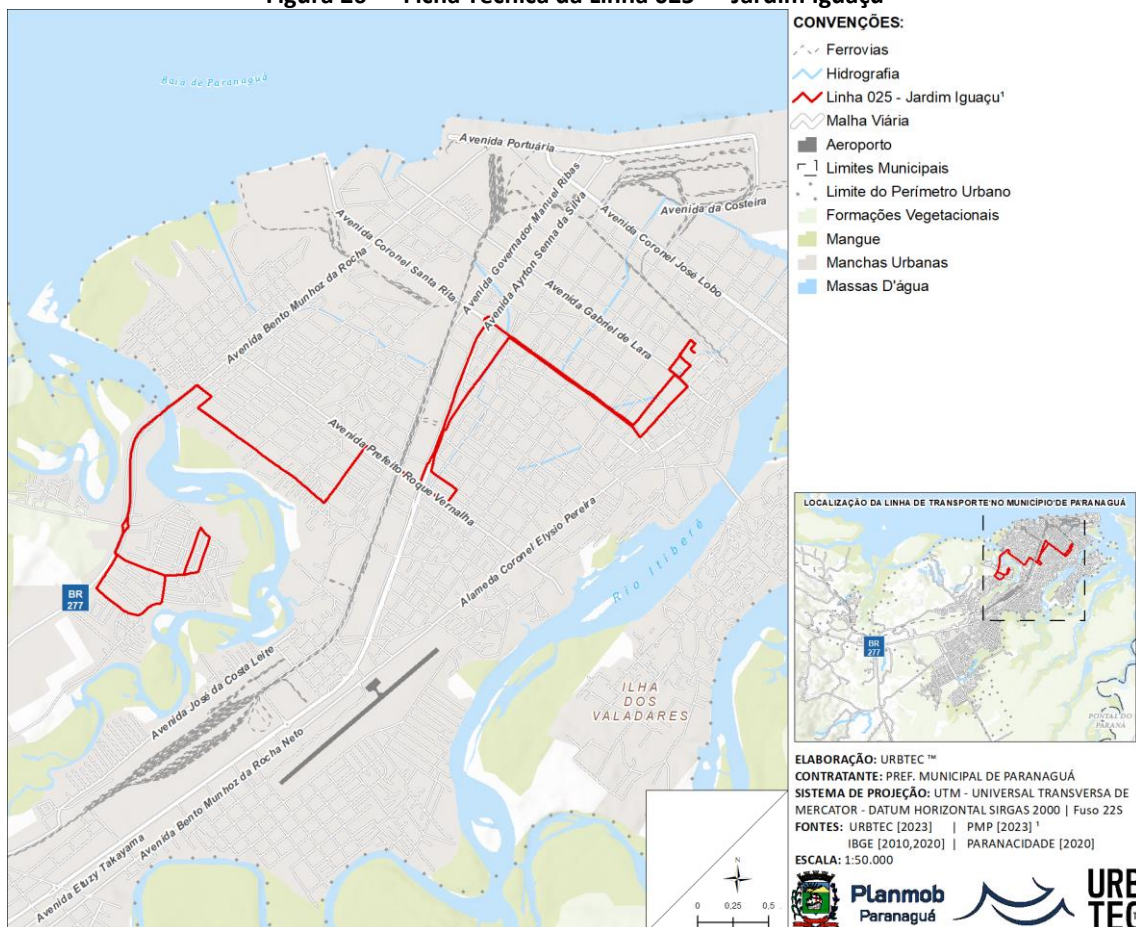 Figura 26 – Ficha Técnica da Linha 025 – Jardim Iguaçu
Baía de Paranaguá
Avenida Portuária
Avenida da Costeira
Avenida Governador Manuel Ribas
Avenida Ayrton Senna da Silva
Avenida Coronel José Lobo
Avenida Coronel Santa Rita
Avenida Bento Munhoz da Rocha
Avenida Gabriel de Lara
Avenida Prefeito Roque Vernalha
Alameda Coronel Elysio Pereira
Rio Itiberê
BR
277
Avenida José da Costa Leite
ILHA
DOS
VALADARES
Avenida Bento Munhoz da Rocha Neto
Avenida Etuzy Takayama
N
0 0,25 0,5
CONVENÇÕES:
Ferrovias
Hidrografia
Linha 025 - Jardim Iguaçu¹
Malha Viária
Aeroporto
Limites Municipais
Limite do Perímetro Urbano
Formações Vegetacionais
Mangue
Manchas Urbanas
Massas D'água
LOCALIZAÇÃO DA LINHA DE TRANSPORTE NO MUNICÍPIO DE PARANAGUÁ
BR
277
PONTAL DO
PARANÁ
ELABORAÇÃO: URBTEC ™
CONTRATANTE: PREF. MUNICIPAL DE PARANAGUÁ
SISTEMA DE PROJEÇÃO: UTM - UNIVERSAL TRANSVERSA DE
MERCATOR - DATUM HORIZONTAL SIRGAS 2000 | Fuso 22S
FONTES: URBTEC [2023] | PMP [2023] ¹
IBGE [2010,2020] | PARANACIDADE [2020]
ESCALA: 1:50.000
Planmob
Paranaguá
URB
TEC